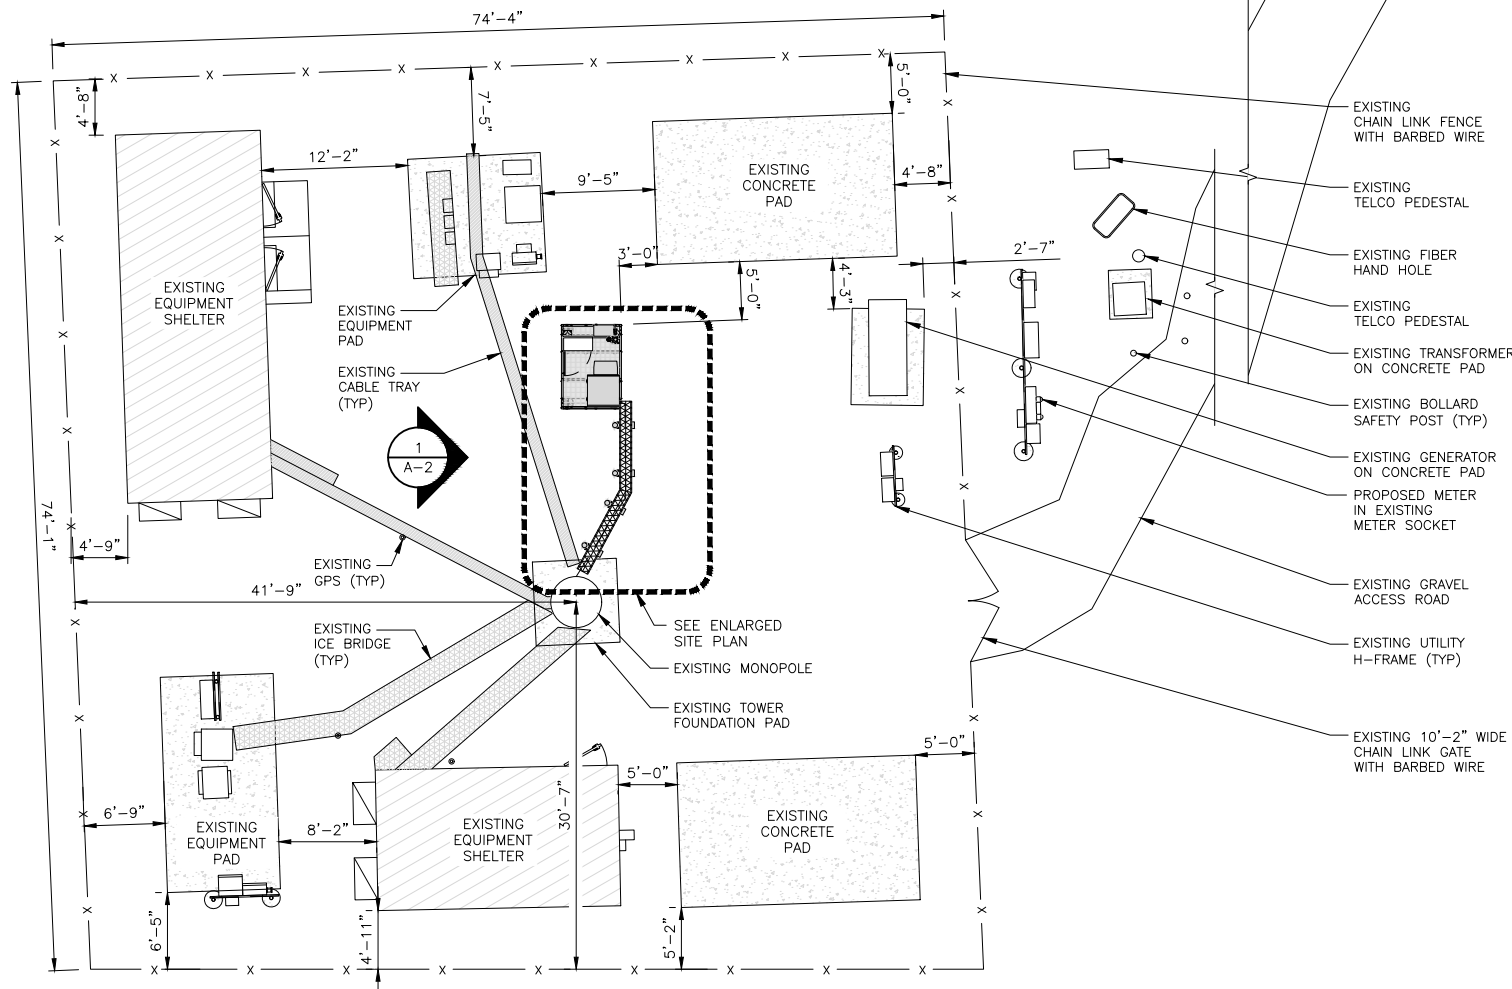 74'-4"
X X X X X X X X X
4'-8"
7'-5"
5'-0"
12'-2"
9'-5"
4'-8"
EXISTING
CONCRETE
PAD
3'-0"
5'-0"
4'-3"
2'-7"
EXISTING
EQUIPMENT
SHELTER
EXISTING
EQUIPMENT
PAD
EXISTING
CABLE TRAY
(TYP)
1
A-2
74'-1"
4'-9"
EXISTING
GPS (TYP)
41'-9"
EXISTING
ICE BRIDGE
(TYP)
SEE ENLARGED
SITE PLAN
EXISTING MONOPOLE
EXISTING TOWER
FOUNDATION PAD
6'-9"
EXISTING
EQUIPMENT
PAD
8'-2"
EXISTING
EQUIPMENT
SHELTER
30'-7"
5'-0"
EXISTING
CONCRETE
PAD
5'-0"
6'-5"
4'-11"
5'-2"
X X X X X X X X X
EXISTING
CHAIN LINK FENCE
WITH BARBED WIRE
EXISTING
TELCO PEDESTAL
EXISTING FIBER
HAND HOLE
EXISTING
TELCO PEDESTAL
EXISTING TRANSFORMER
ON CONCRETE PAD
EXISTING BOLLARD
SAFETY POST (TYP)
EXISTING GENERATOR
ON CONCRETE PAD
PROPOSED METER
IN EXISTING
METER SOCKET
EXISTING GRAVEL
ACCESS ROAD
EXISTING UTILITY
H-FRAME (TYP)
EXISTING 10'-2" WIDE
CHAIN LINK GATE
WITH BARBED WIRE